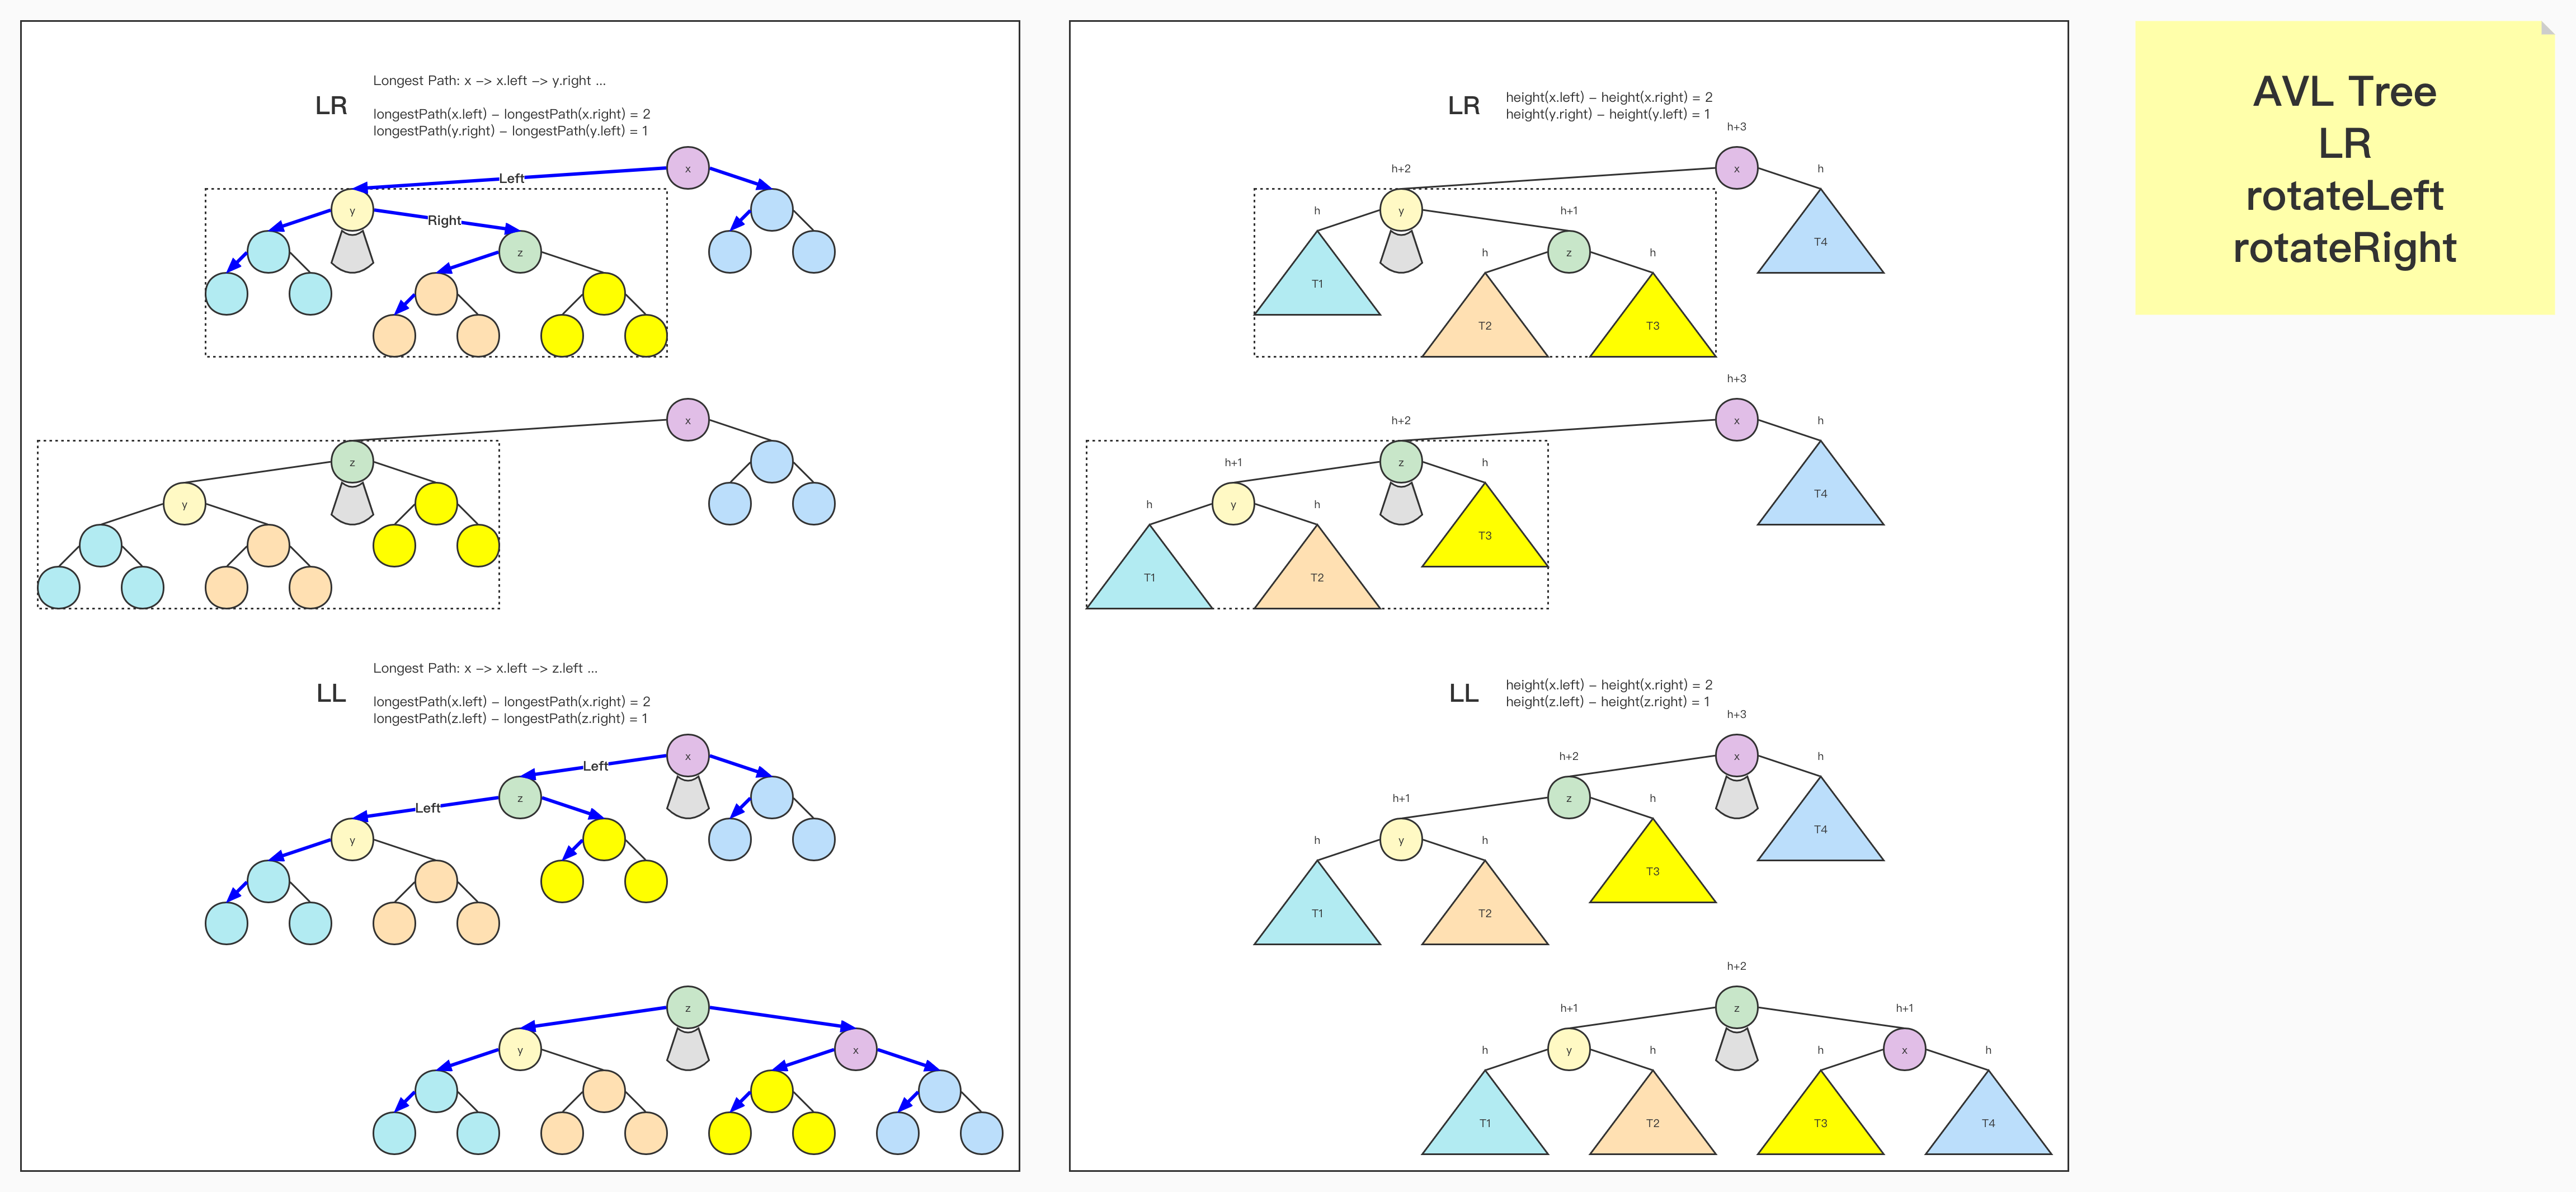 Longest Path: x –> x.left –> y.right ...
LR
longestPath(x.left) – longestPath(x.right) = 2
longestPath(y.right) – longestPath(y.left) = 1
x
Left
y
Right
z
x
z
y
Longest Path: x –> x.left –> z.left ...
LL
longestPath(x.left) – longestPath(x.right) = 2
longestPath(z.left) – longestPath(z.right) = 1
x
Left
z
Left
y
z
y
x
LR
height(x.left) – height(x.right) = 2
height(y.right) – height(y.left) = 1
h+3
x
h+2
h
h
y
h+1
T4
h
z
h
T1
T2
T3
h+3
x
h+2
h
h+1
z
h
T4
h
y
h
T3
T1
T2
LL
height(x.left) – height(x.right) = 2
height(z.left) – height(z.right) = 1
h+3
h+2
x
h
h+1
z
h
T4
h
y
h
T3
T1
T2
h+2
h+1
z
h+1
h
y
h
h
x
h
T1
T2
T3
T4
AVL Tree
LR
rotateLeft
rotateRight